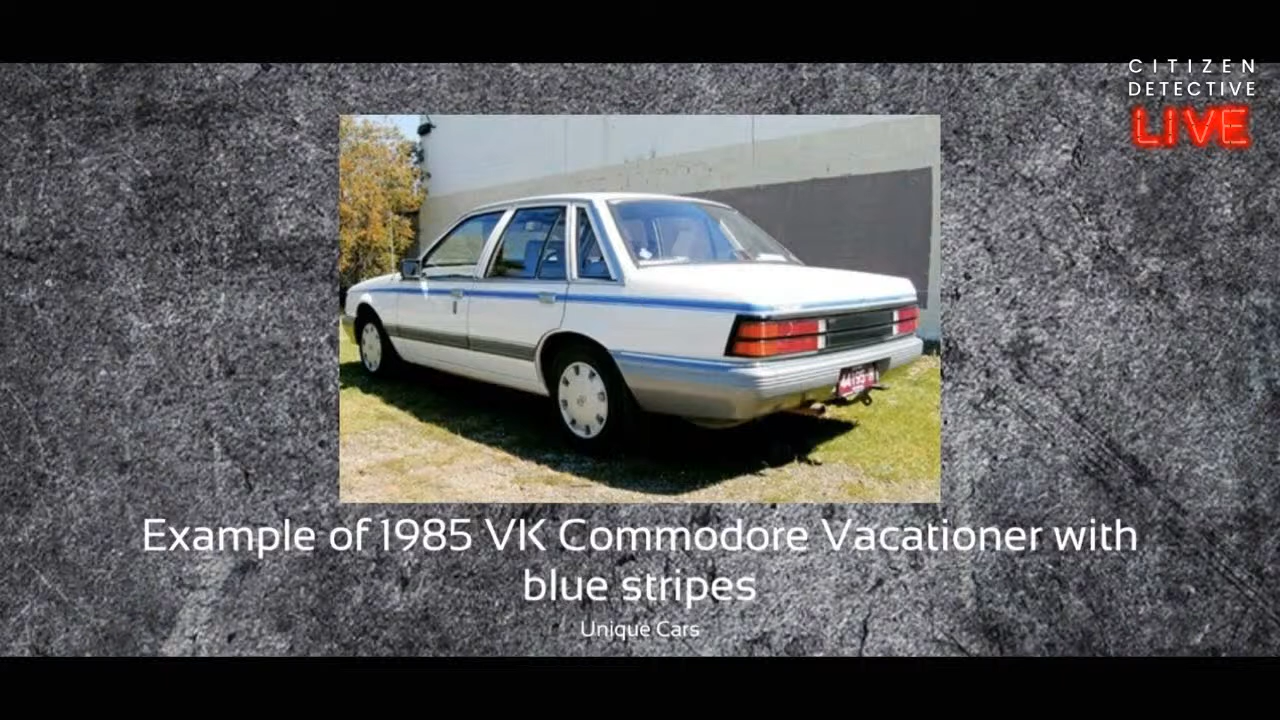 CITIZEN
DETECTIVE
LIVE
Example of 1985 VK Commodore Vacationer with
blue stripes
Unique Cars